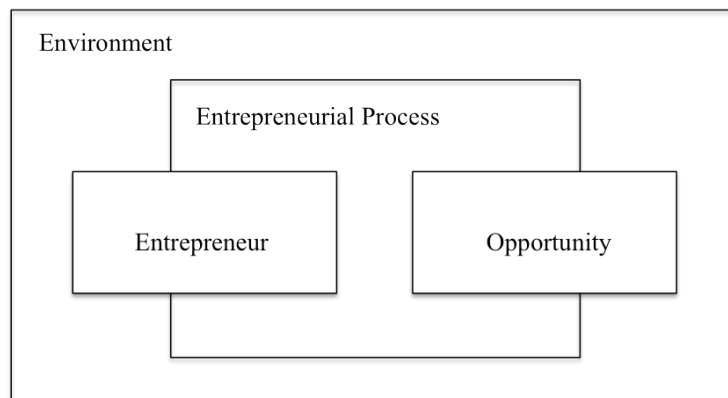 Environment
Entrepreneurial Process
Entrepreneur
Opportunity